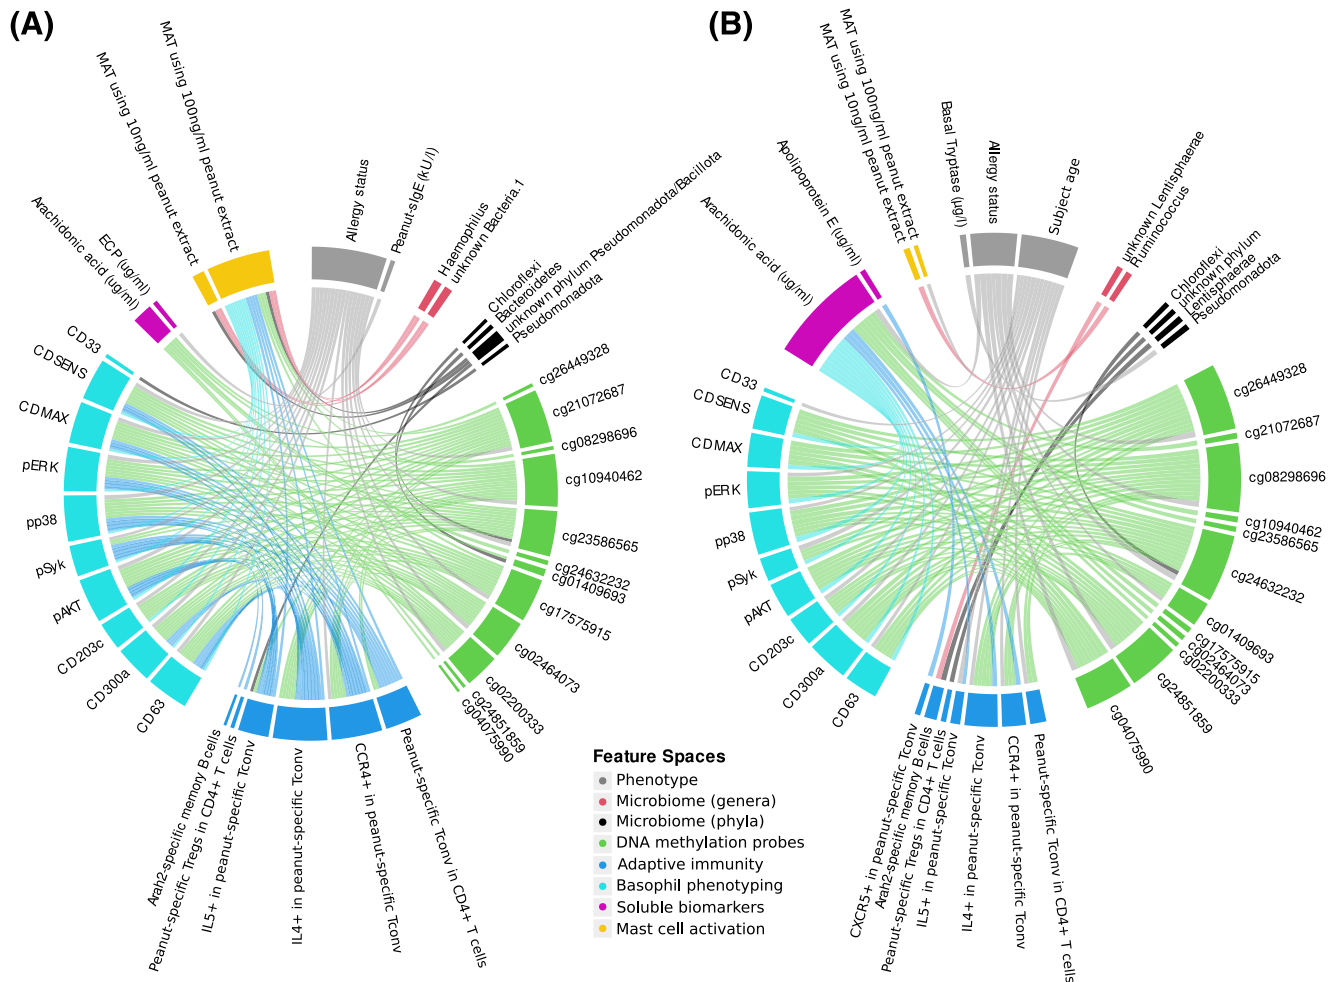 (A)
MAT using 10ng/ml peanut extract
MAT using 100ng/ml peanut extract
Allergy status
Peanut-sIgE (kU/l)
Haemophilus
unknown Bacteria.1
Chloroflexi
Bacteroidetes
unknown phylum Pseudomonadota/Bacillota
Pseudomonadota
cg26449328
cg21072687
cg08298696
cg10940462
cg23586565
cg24632232
cg01409693
cg17575915
cg02464073
cg02200333
cg24851859
cg04075990
Peanut-specific Tconv in CD4+ T cells
CCR4+ in peanut-specific Tconv
IL4+ in peanut-specific Tconv
IL5+ in peanut-specific Tconv
Peanut-specific Tregs in CD4+ T cells
Arah2-specific memory B cells
CD63
CD300a
CD203c
pAKT
pSyk
pp38
pERK
CDMAX
CDSENS
CD33
Arachidonic acid (ug/ml)
ECP (ug/ml)
(B)
MAT using 10ng/ml peanut extract
MAT using 100ng/ml peanut extract
Basal Tryptase (µg/l)
Allergy status
Subject age
unknown Lentisphaerae
Ruminococcus
Chloroflexi
unknown phylum
Lentisphaerae
Pseudomonadota
cg26449328
cg21072687
cg08298696
cg10940462
cg23586565
cg24632232
cg01409693
cg17575915
cg02464073
cg02200333
cg24851859
cg04075990
Peanut-specific Tconv in CD4+ T cells
CCR4+ in peanut-specific Tconv
IL4+ in peanut-specific Tconv
IL5+ in peanut-specific Tconv
Peanut-specific Tregs in CD4+ T cells
Arah2-specific memory B cells
CXCR5+ in peanut-specific Tconv
CD63
CD300a
CD203c
pAKT
pSyk
pp38
pERK
CDMAX
CDSENS
CD33
Arachidonic acid (ug/ml)
Apolipoprotein E (ug/ml)
Feature Spaces
Phenotype
Microbiome (genera)
Microbiome (phyla)
DNA methylation probes
Adaptive immunity
Basophil phenotyping
Soluble biomarkers
Mast cell activation